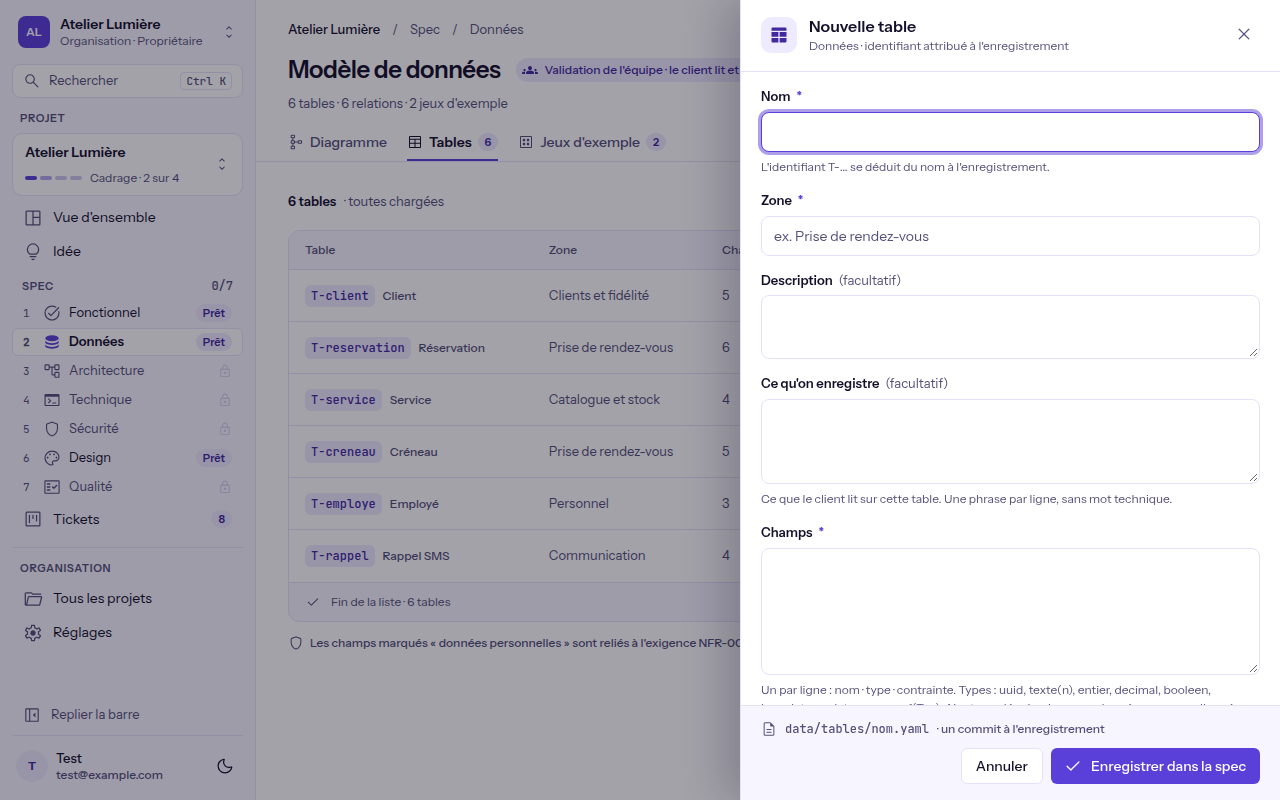 AL
Atelier Lumière
Organisation · Propriétaire
Rechercher
Ctrl K
PROJET
Atelier Lumière
Cadrage · 2 sur 4
Vue d'ensemble
Idée
SPEC 0/7
1 Fonctionnel Prêt
2 Données Prêt
3 Architecture
4 Technique
5 Sécurité
6 Design Prêt
7 Qualité
Tickets 8
ORGANISATION
Tous les projets
Réglages
Replier la barre
T
Test
test@example.com
Atelier Lumière / Spec / Données
Modèle de données
Validation de l'équipe · le client lit et
6 tables · 6 relations · 2 jeux d'exemple
Diagramme
Tables 6
Jeux d'exemple 2
6 tables · toutes chargées
Table Zone
T-client Client Clients et fidélité 5
T-reservation Réservation Prise de rendez-vous 6
T-service Service Catalogue et stock 4
T-creneau Créneau Prise de rendez-vous 5
T-employe Employé Personnel 3
T-rappel Rappel SMS Communication 4
Fin de la liste · 6 tables
Les champs marqués « données personnelles » sont reliés à l'exigence
Nouvelle table
Données · identifiant attribué à l'enregistrement
Nom *
L'identifiant T-… se déduit du nom à l'enregistrement.
Zone *
ex. Prise de rendez-vous
Description (facultatif)
Ce qu'on enregistre (facultatif)
Ce que le client lit sur cette table. Une phrase par ligne, sans mot technique.
Champs *
Un par ligne : nom · type · contrainte. Types : uuid, texte(n), entier, decimal, booleen,
data/tables/nom.yaml · un commit à l'enregistrement
Annuler
Enregistrer dans la spec